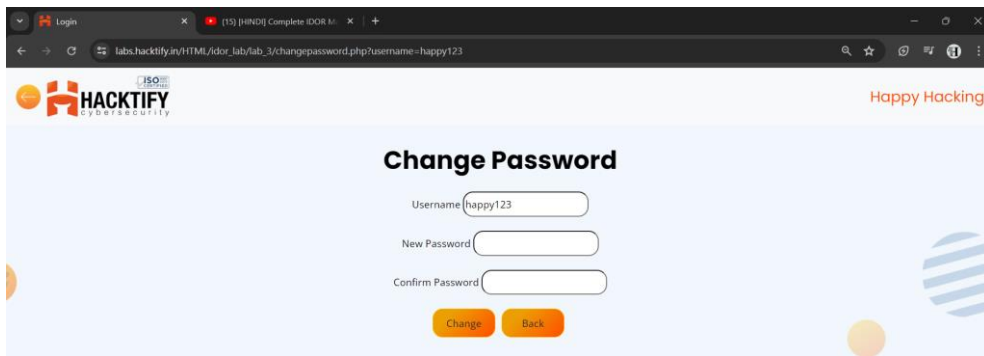 Login
(15) [HINDI] Complete IDOR M
labs.hacktify.in/HTML/idor_lab/lab_3/changepassword.php?username=happy123
ISO
HACKTIFY
cybersecurity
Happy Hacking
Change Password
Username happy123
New Password
Confirm Password
Change Back